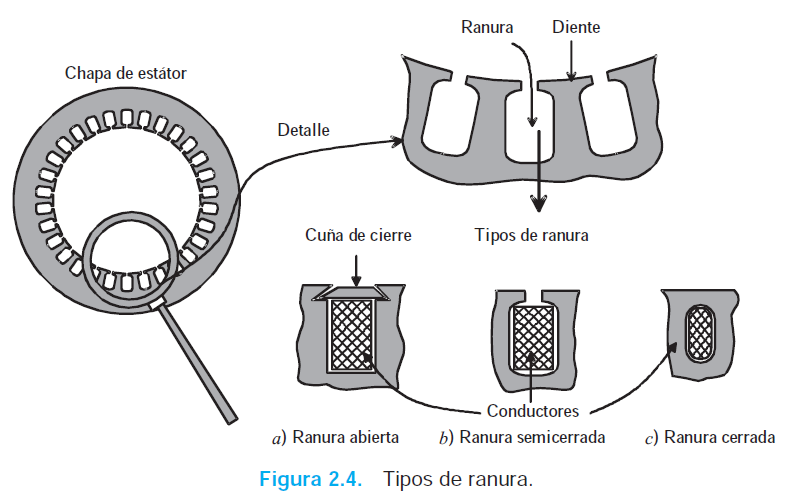 Ranura
Diente
Chapa de estátor
Detalle
Cuña de cierre
Tipos de ranura
Conductores
a) Ranura abierta
b) Ranura semicerrada
c) Ranura cerrada
Figura 2.4. Tipos de ranura.